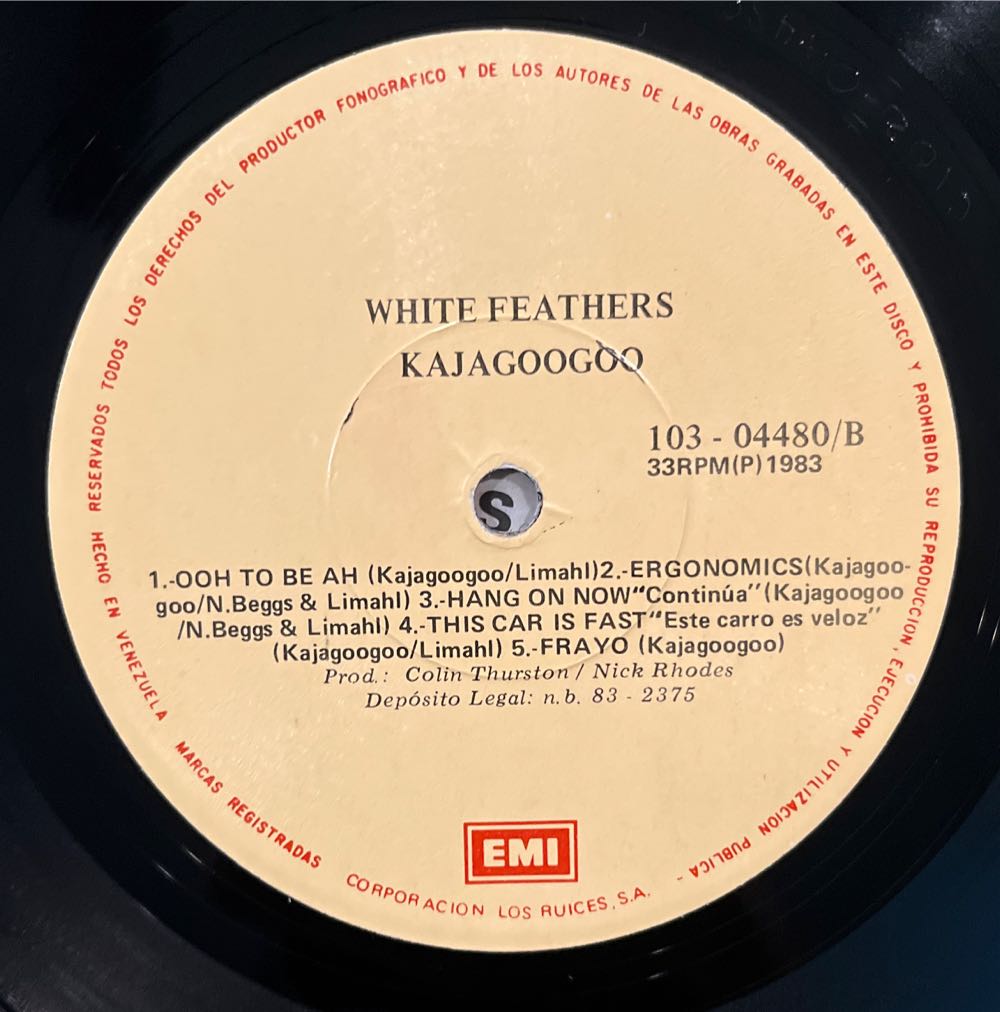 RESERVADOS TODOS LOS DERECHOS DEL PRODUCTOR FONOGRAFICO Y DE LOS AUTORES DE LAS OBRAS GRABADAS EN ESTE DISCO Y PROHIBIDA SU REPRODUCCION, EJECUCION Y UTILIZACION PUBLICA -
WHITE FEATHERS
KAJAGOOGOO
103 - 04480/B
33RPM(P)1983
S
1.-OOH TO BE AH (Kajagoogoo/Limahl)2.-ERGONOMICS(Kajagoo-
goo/N.Beggs & Limahl) 3.-HANG ON NOW"Continúa"(Kajagoogoo
/N.Beggs & Limahl) 4.-THIS CAR IS FAST"Este carro es veloz"
(Kajagoogoo/Limahl) 5.-FRAYO (Kajagoogoo)
Prod.: Colin Thurston / Nick Rhodes
Depósito Legal: n.b. 83 - 2375
EMI
HECHO EN VENEZUELA MARCAS REGISTRADAS
CORPORACION LOS RUICES, S.A.